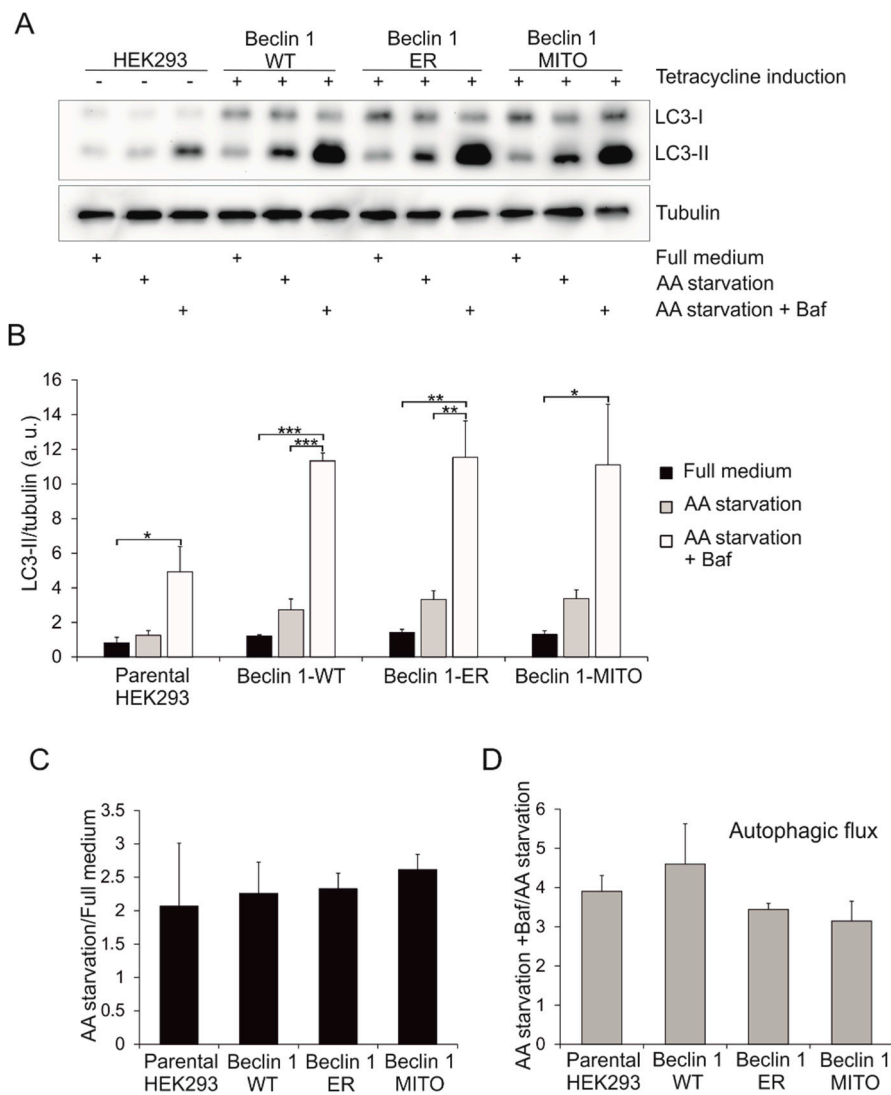 A
HEK293
Beclin 1
WT
Beclin 1
ER
Beclin 1
MITO
- - - + + + + + + + + + Tetracycline induction
LC3-I
LC3-II
Tubulin
+ + + + Full medium
+ + + + AA starvation
+ + + + AA starvation + Baf
B
LC3-II/tubulin (a. u.)
16
14
12
10
8
6
4
2
0
*
***
***
**
**
*
Full medium
AA starvation
AA starvation
+ Baf
Parental
HEK293
Beclin 1-WT
Beclin 1-ER
Beclin 1-MITO
C
AA starvation/Full medium
3.5
3
2.5
2
1.5
1
0.5
0
Parental
HEK293
Beclin 1
WT
Beclin 1
ER
Beclin 1
MITO
D
AA starvation +Baf/AA starvation
6
5
4
3
2
1
0
Autophagic flux
Parental
HEK293
Beclin 1
WT
Beclin 1
ER
Beclin 1
MITO